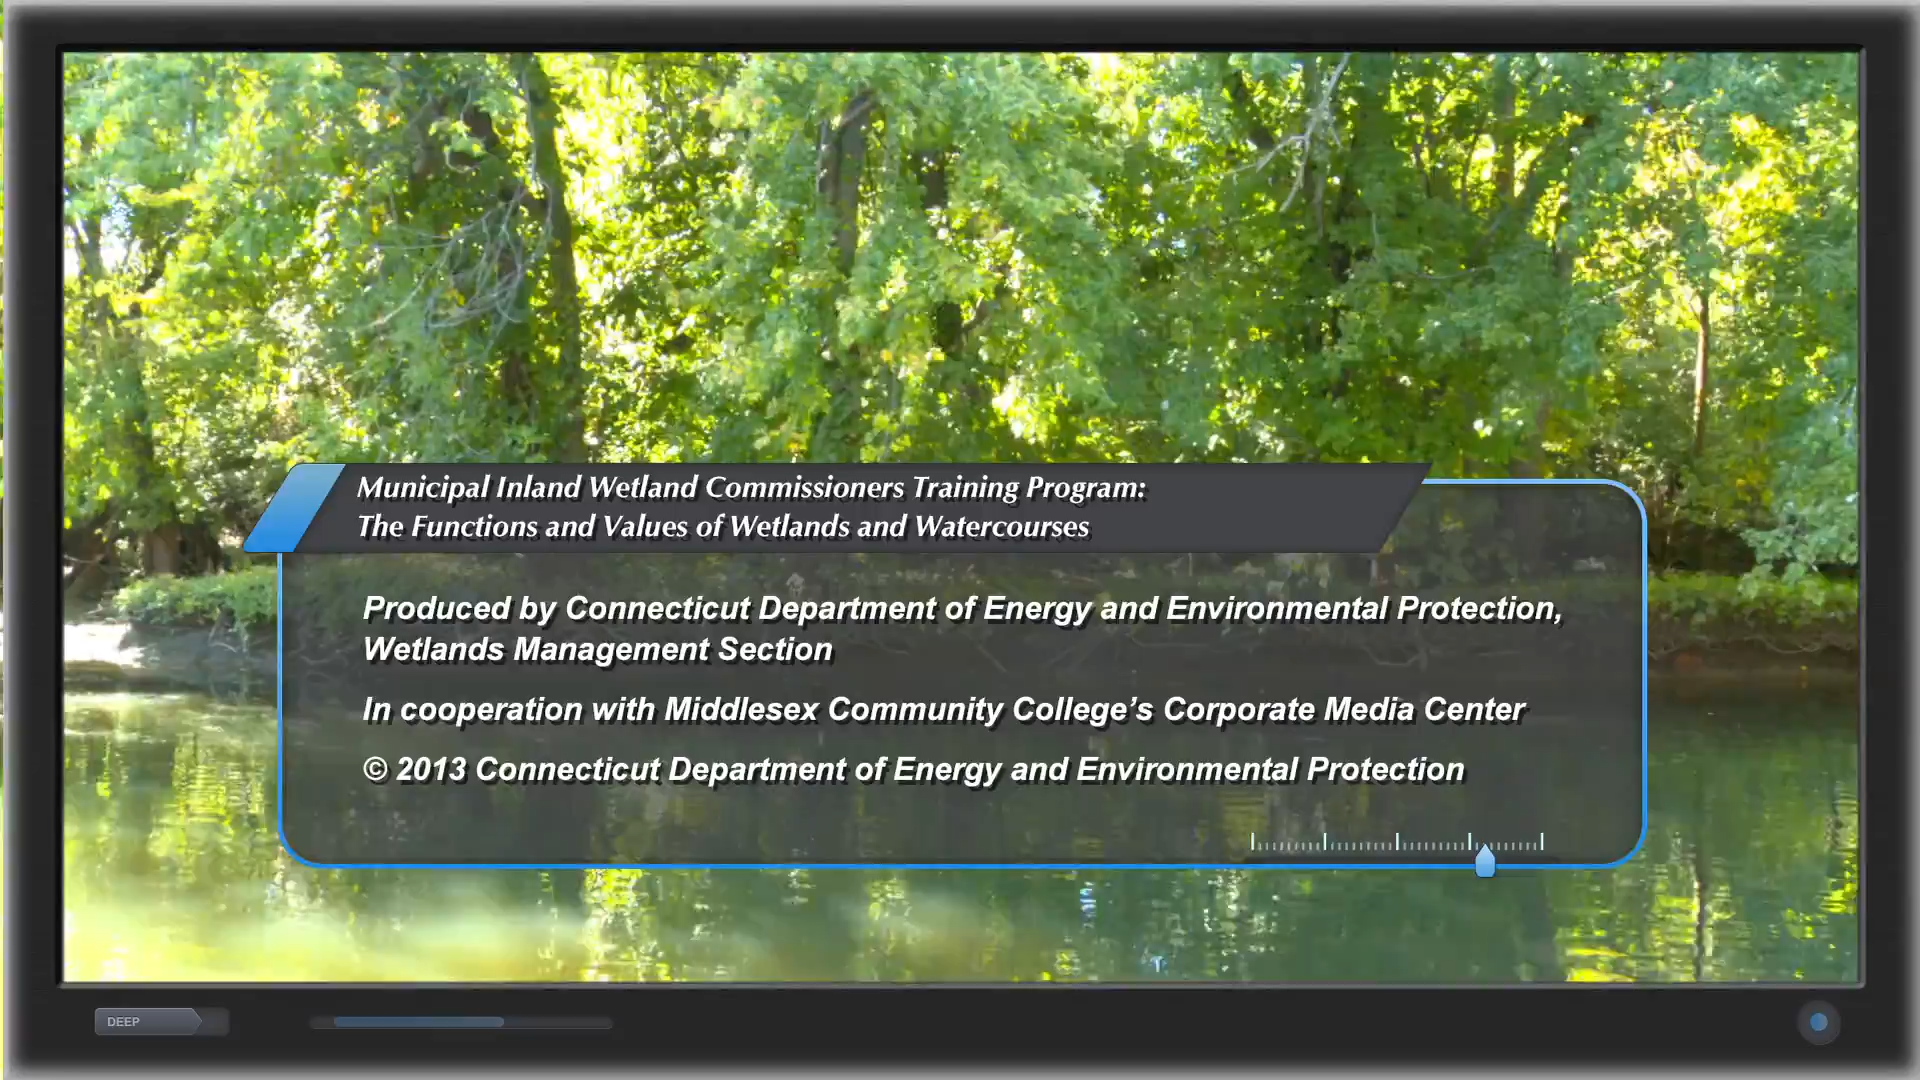 Municipal Inland Wetland Commissioners Training Program:
The Functions and Values of Wetlands and Watercourses
Produced by Connecticut Department of Energy and Environmental Protection,
Wetlands Management Section
In cooperation with Middlesex Community College’s Corporate Media Center
© 2013 Connecticut Department of Energy and Environmental Protection
DEEP